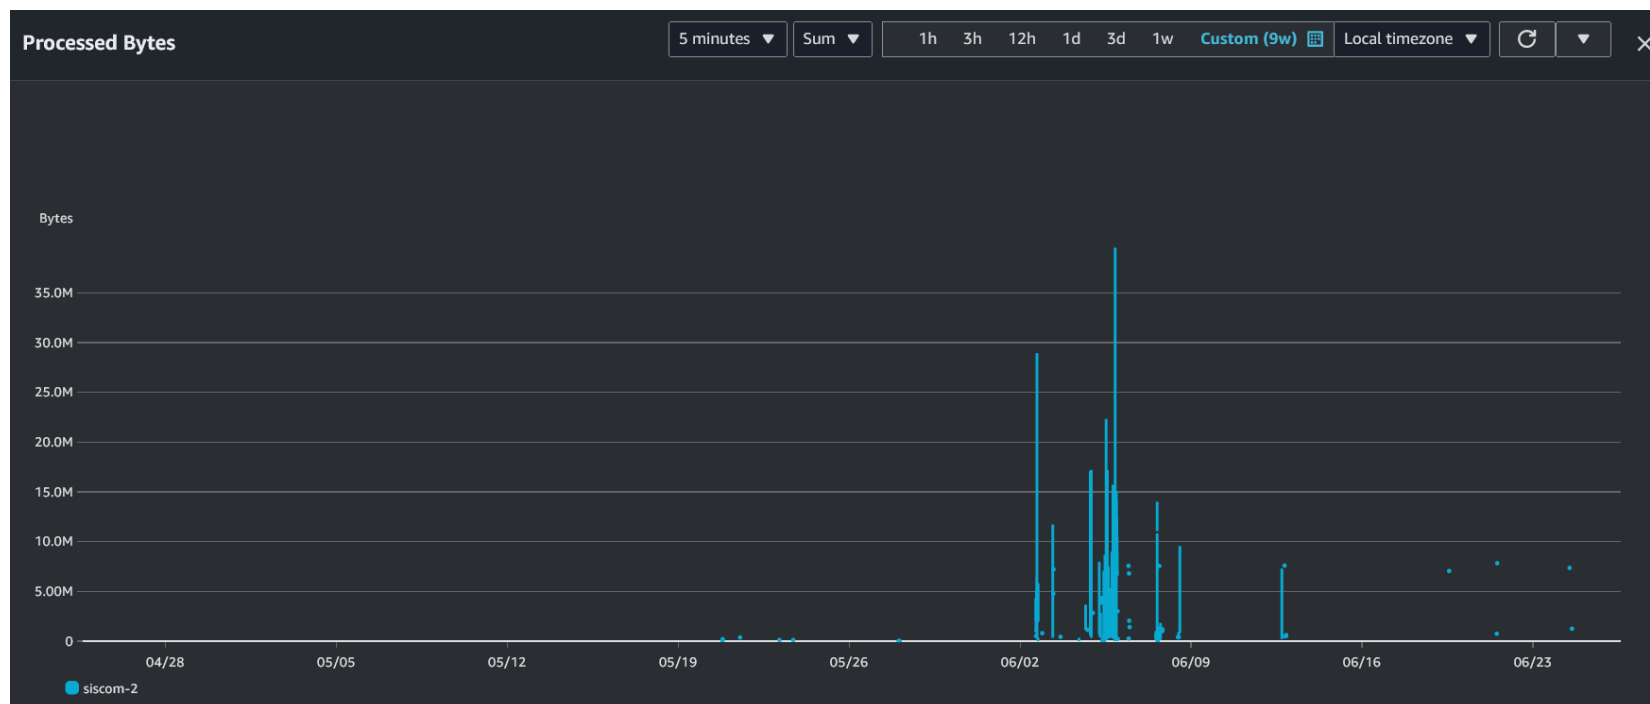 Processed Bytes 5 minutes Sum 1h 3h 12h 1d 3d 1w Custom (9w) Local timezone
Bytes
35.0M
30.0M
25.0M
20.0M
15.0M
10.0M
5.00M
0
04/28 05/05 05/12 05/19 05/26 06/02 06/09 06/16 06/23
siscom-2